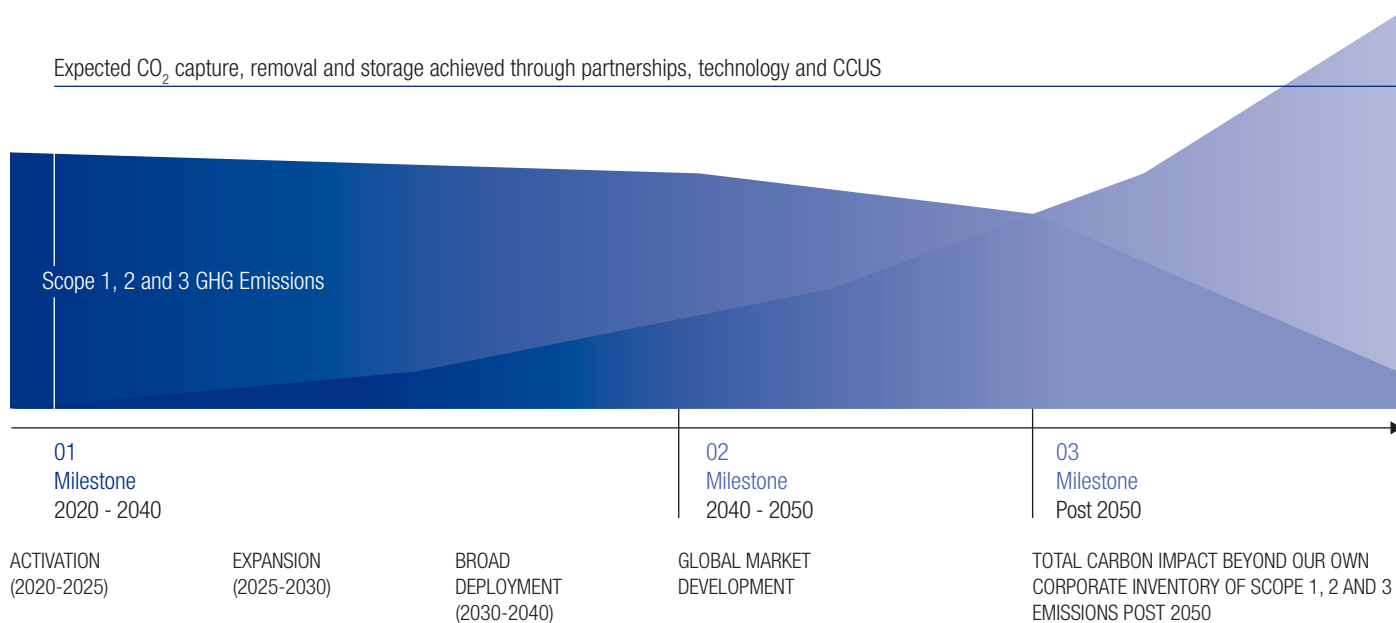 Expected CO₂ capture, removal and storage achieved through partnerships, technology and CCUS
Scope 1, 2 and 3 GHG Emissions
01
Milestone
2020 - 2040
02
Milestone
2040 - 2050
03
Milestone
Post 2050
ACTIVATION
(2020-2025)
EXPANSION
(2025-2030)
BROAD
DEPLOYMENT
(2030-2040)
GLOBAL MARKET
DEVELOPMENT
TOTAL CARBON IMPACT BEYOND OUR OWN
CORPORATE INVENTORY OF SCOPE 1, 2 AND 3
EMISSIONS POST 2050